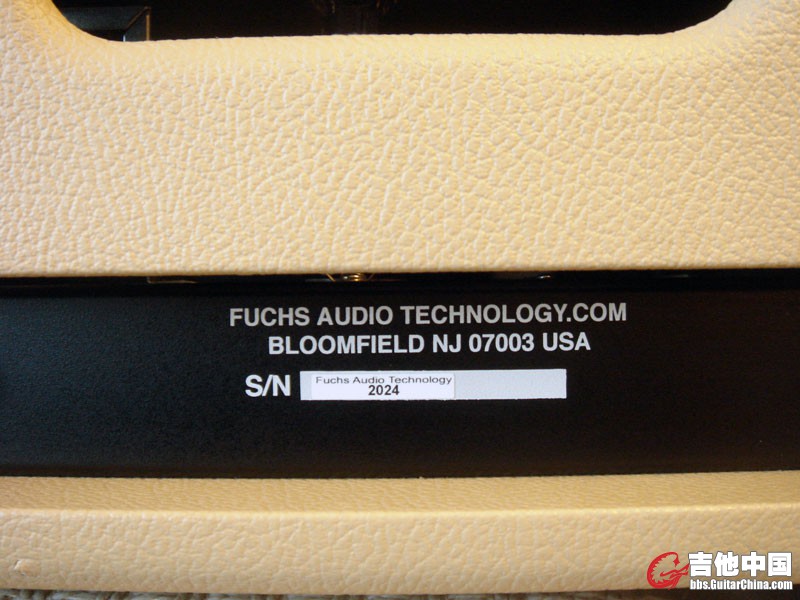 FUCHS AUDIO TECHNOLOGY.COM
BLOOMFIELD NJ 07003 USA
S/N Fuchs Audio Technology
2024
吉他中国
bbs.GuitarChina.com